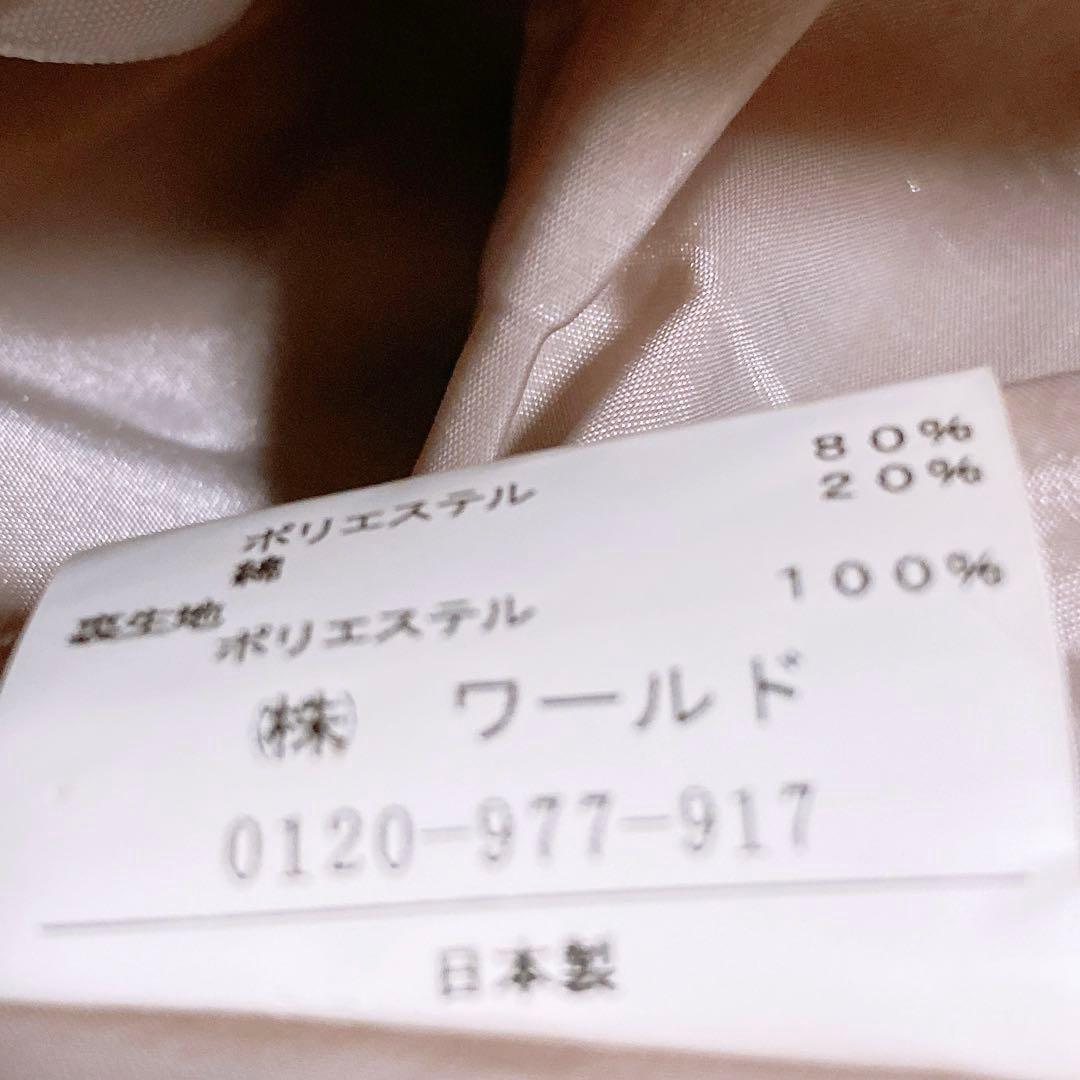 ポリエステル 80%
綿 20%
裏生地
ポリエステル 100%
㈱ ワールド
0120-977-917
日本製